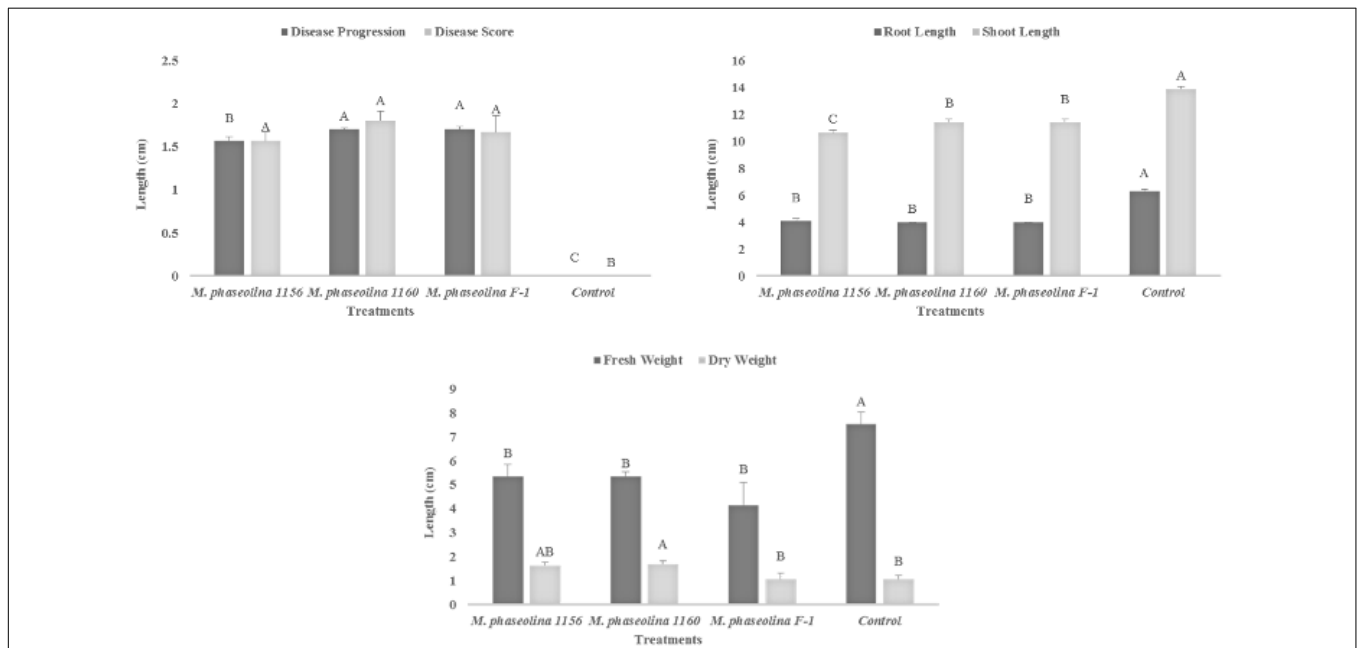 Disease Progression Disease Score
2.5
2
1.5
1
0.5
0
Length (cm)
B A A A A A C B
M. phaseolina 1156 M. phaseolina 1160 M. phaseolina F-1 Control
Treatments
Root Length Shoot Length
16
14
12
10
8
6
4
2
0
Length (cm)
B C B B B B A A
M. phaseolina 1156 M. phaseolina 1160 M. phaseolina F-1 Control
Treatments
Fresh Weight Dry Weight
9
8
7
6
5
4
3
2
1
0
Length (cm)
B AB B A B B A B
M. phaseolina 1156 M. phaseolina 1160 M. phaseolina F-1 Control
Treatments